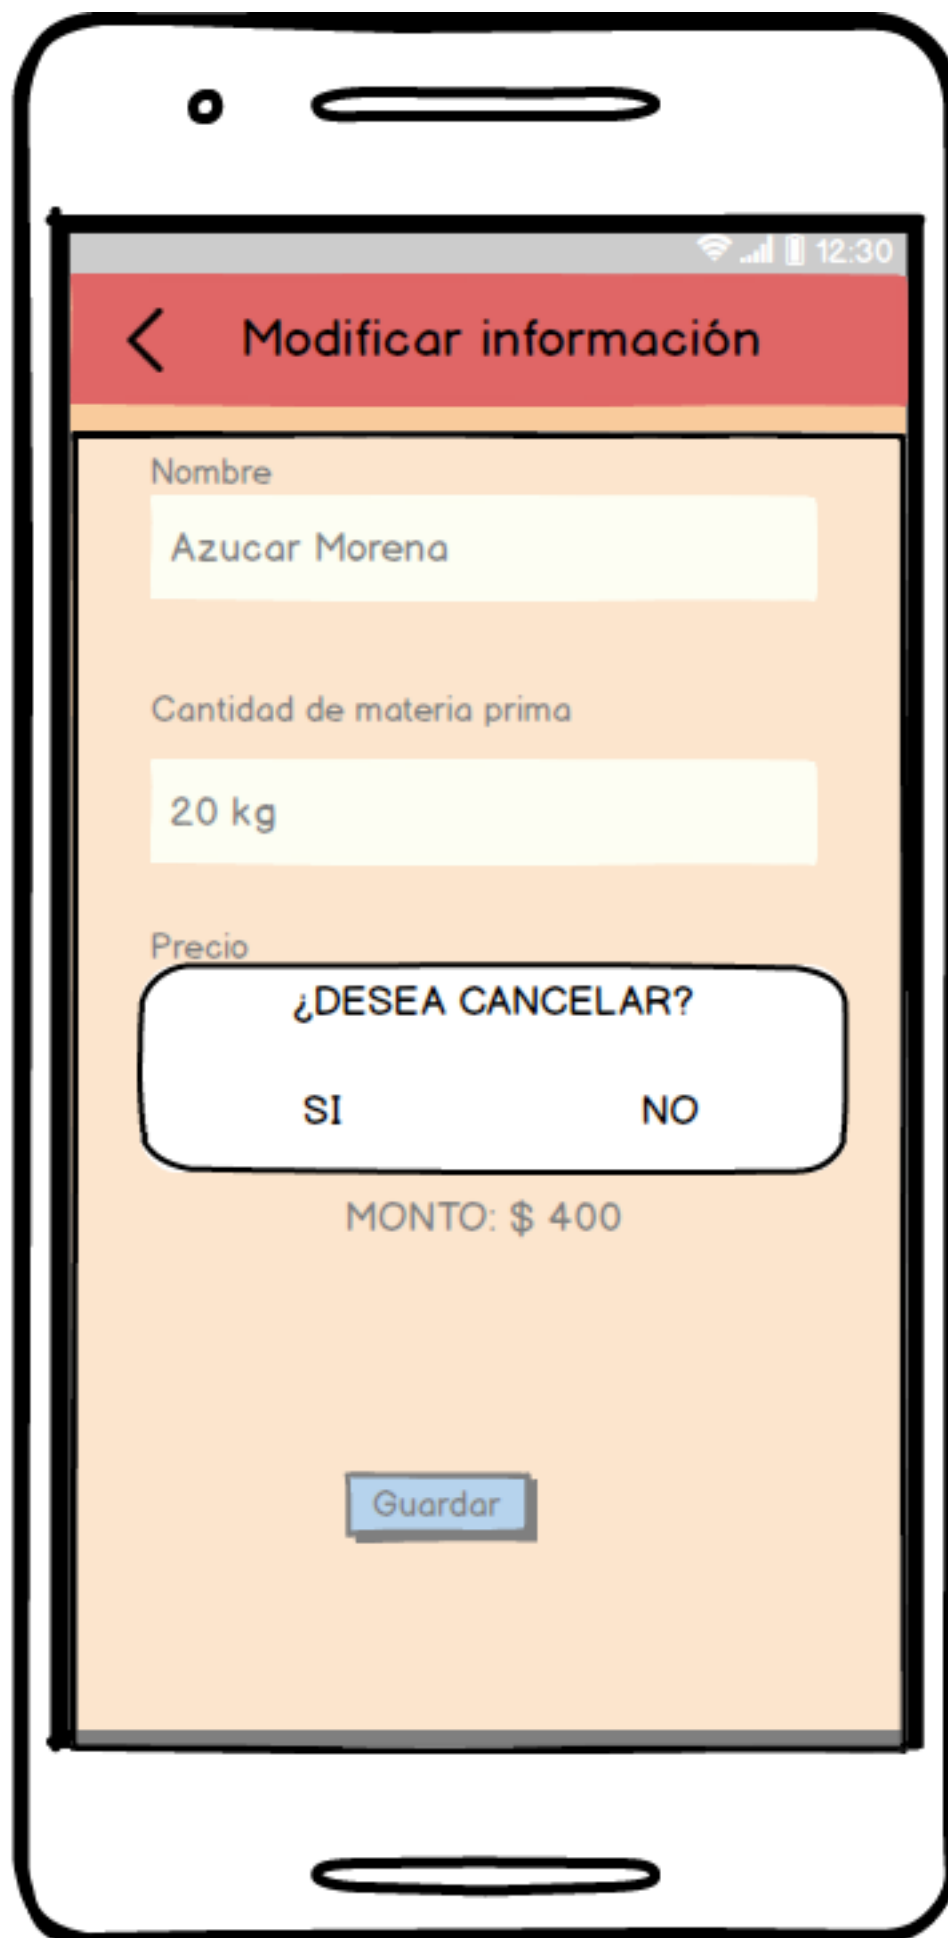 12:30
Modificar información
Nombre
Azucar Morena
Cantidad de materia prima
20 kg
Precio
¿DESEA CANCELAR?
SI NO
MONTO: $ 400
Guardar